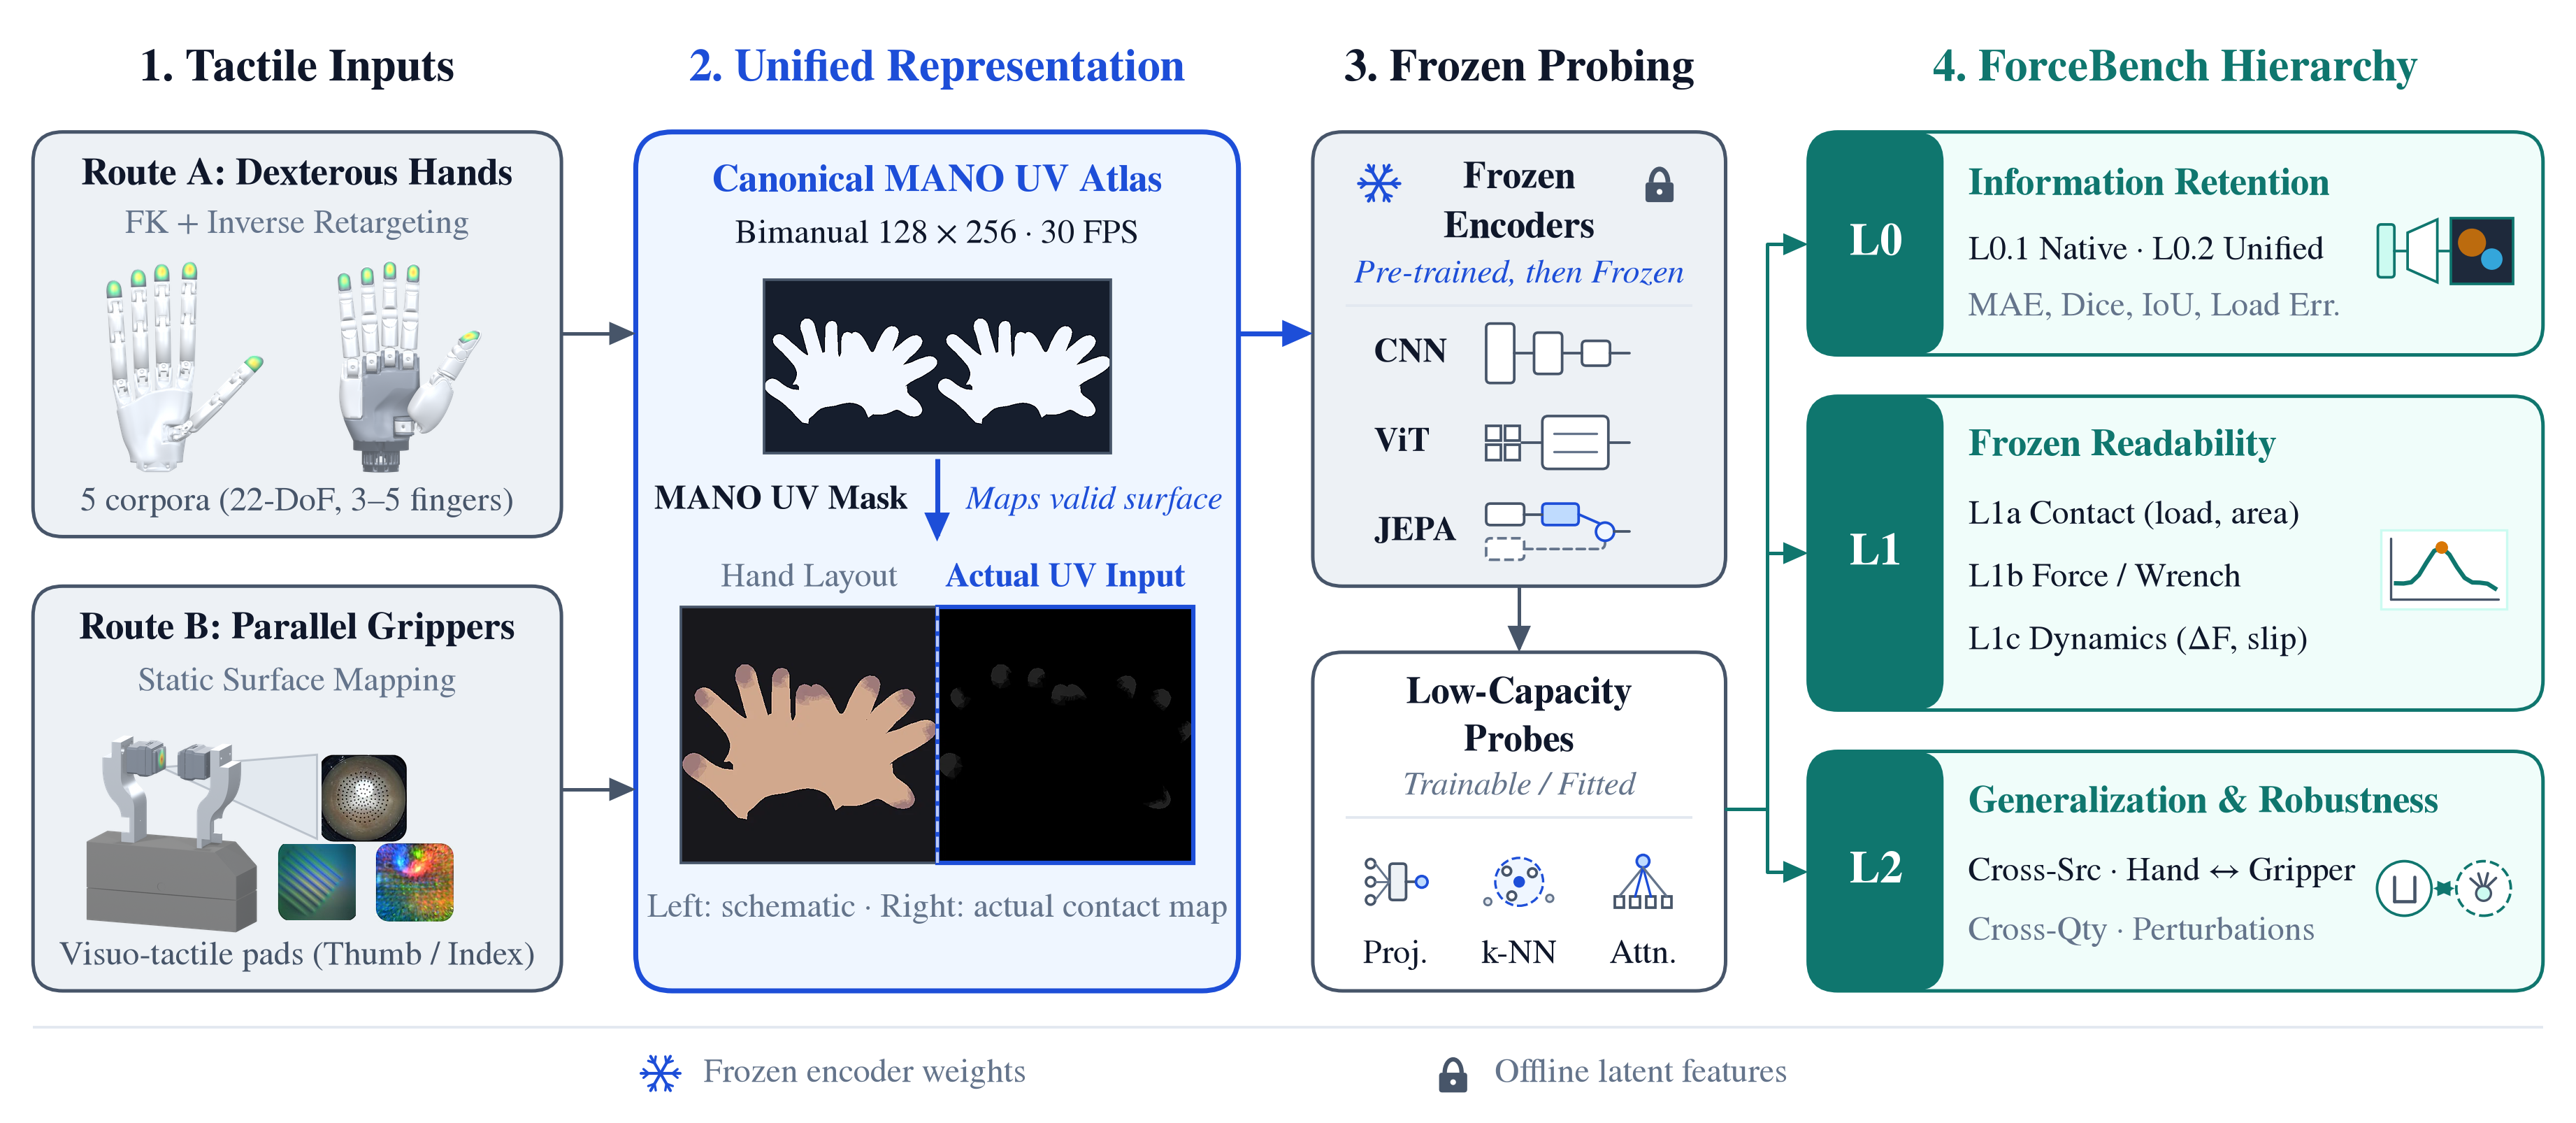 1. Tactile Inputs
Route A: Dexterous Hands
FK + Inverse Retargeting
5 corpora (22-DoF, 3–5 fingers)
Route B: Parallel Grippers
Static Surface Mapping
Visuo-tactile pads (Thumb / Index)
2. Unified Representation
Canonical MANO UV Atlas
Bimanual 128 × 256 · 30 FPS
MANO UV Mask
Maps valid surface
Hand Layout
Actual UV Input
Left: schematic · Right: actual contact map
3. Frozen Probing
Frozen
Encoders
Pre-trained, then Frozen
CNN
ViT
JEPA
Low-Capacity
Probes
Trainable / Fitted
Proj.
k-NN
Attn.
4. ForceBench Hierarchy
L0
Information Retention
L0.1 Native · L0.2 Unified
MAE, Dice, IoU, Load Err.
L1
Frozen Readability
L1a Contact (load, area)
L1b Force / Wrench
L1c Dynamics (ΔF, slip)
L2
Generalization & Robustness
Cross-Src · Hand ↔ Gripper
Cross-Qty · Perturbations
Frozen encoder weights
Offline latent features